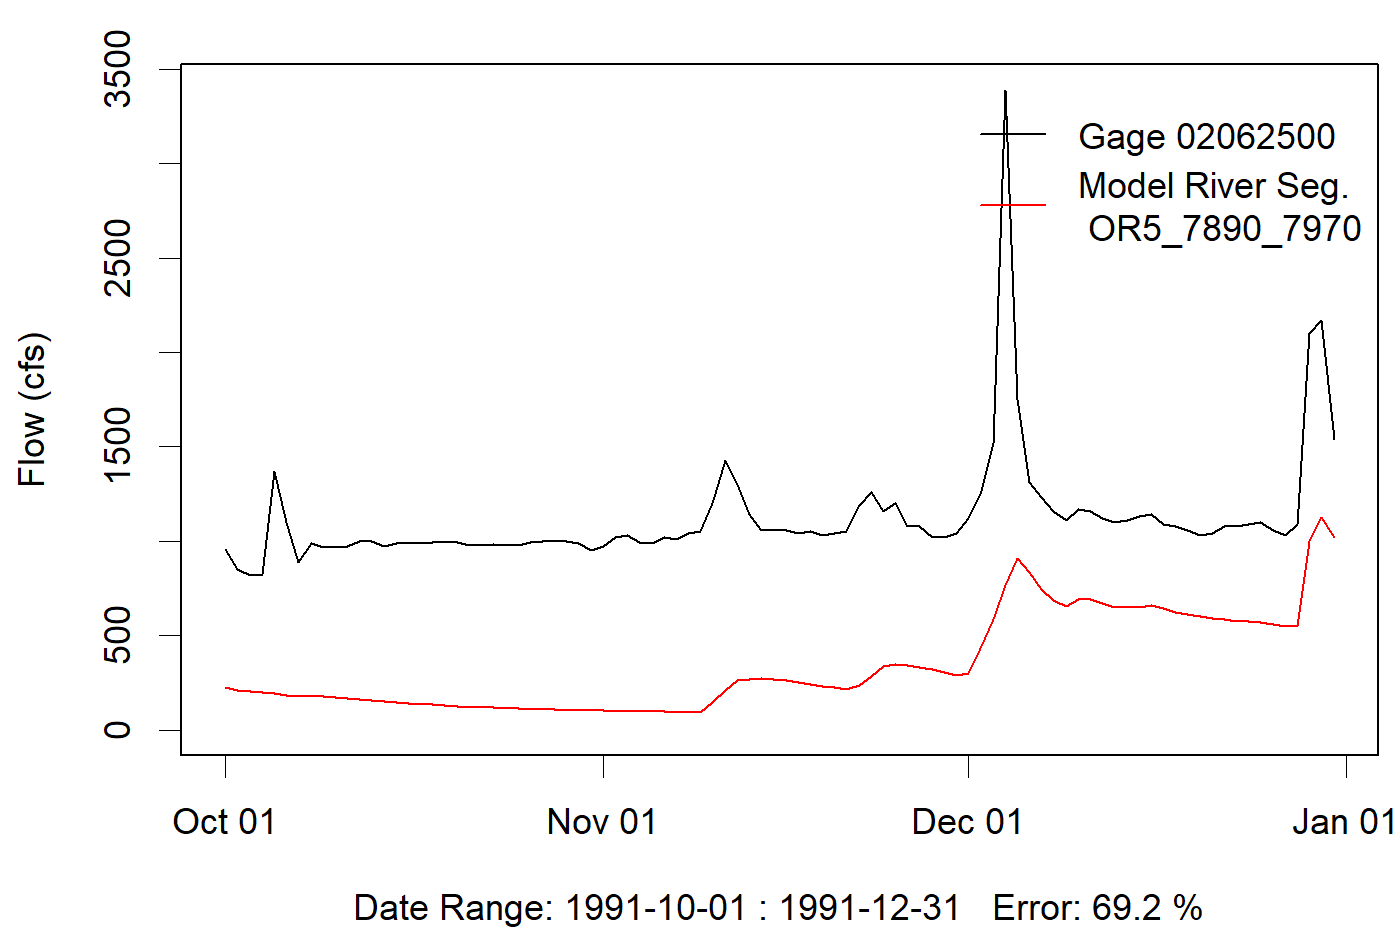 3500
2500
1500
500
0
Flow (cfs)
Gage 02062500
Model River Seg.
OR5_7890_7970
Oct 01
Nov 01
Dec 01
Jan 01
Date Range: 1991-10-01 : 1991-12-31 Error: 69.2 %